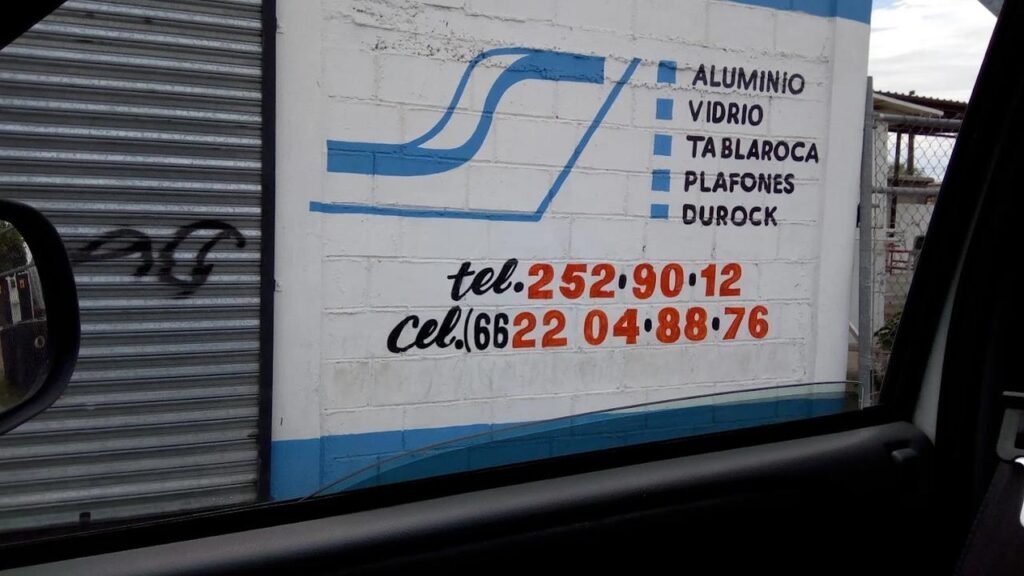 ALUMINIO
VIDRIO
TABLAROCA
PLAFONES
DUROCK
tel.252·90·12
Cel.(6622 04·88·76